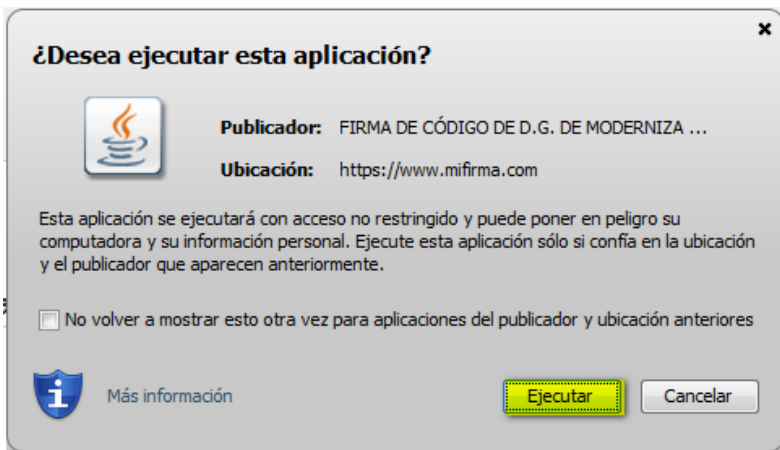 ¿Desea ejecutar esta aplicación?
Publicador: FIRMA DE CÓDIGO DE D.G. DE MODERNIZA ...
Ubicación: https://www.mifirma.com
Esta aplicación se ejecutará con acceso no restringido y puede poner en peligro su
computadora y su información personal. Ejecute esta aplicación sólo si confía en la ubicación
y el publicador que aparecen anteriormente.
No volver a mostrar esto otra vez para aplicaciones del publicador y ubicación anteriores
Más información
Ejecutar
Cancelar